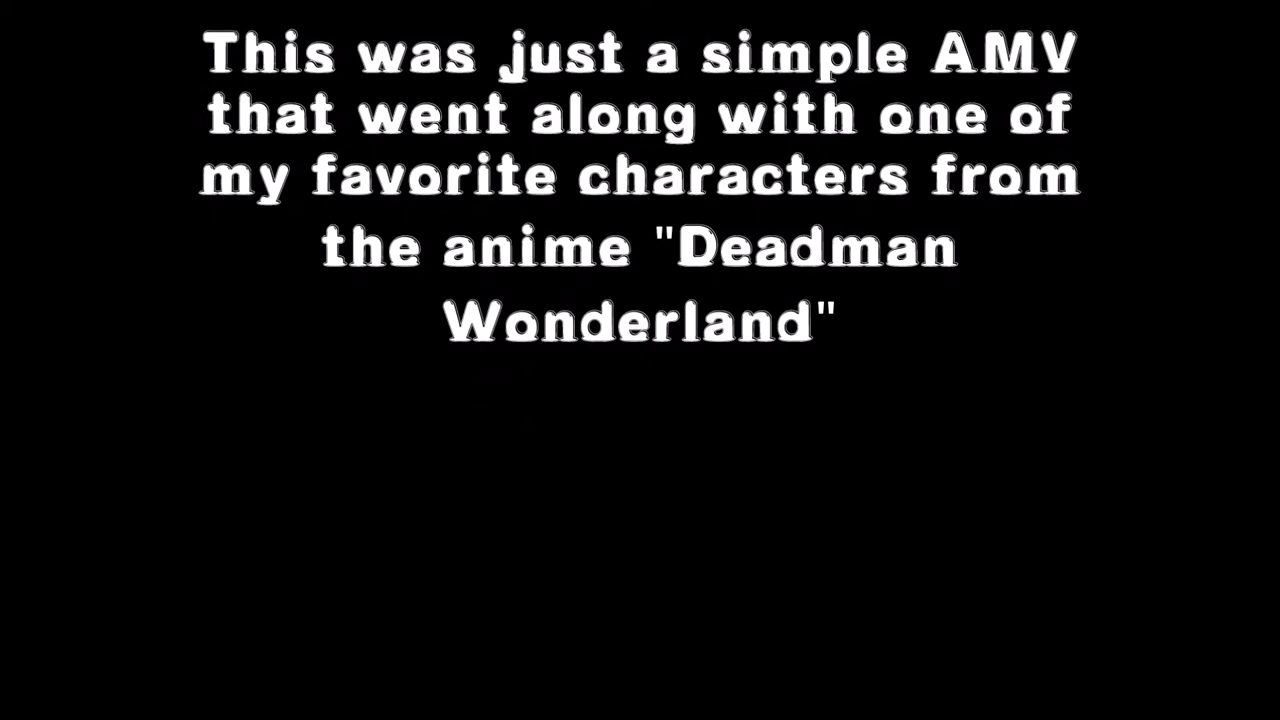 This was just a simple AMV
that went along with one of
my favorite characters from
the anime "Deadman
Wonderland"